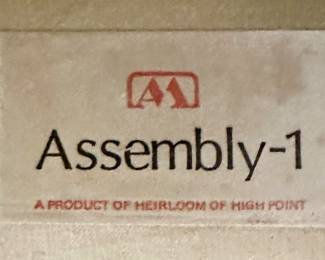 Assembly-1
A PRODUCT OF HEIRLOOM OF HIGH POINT